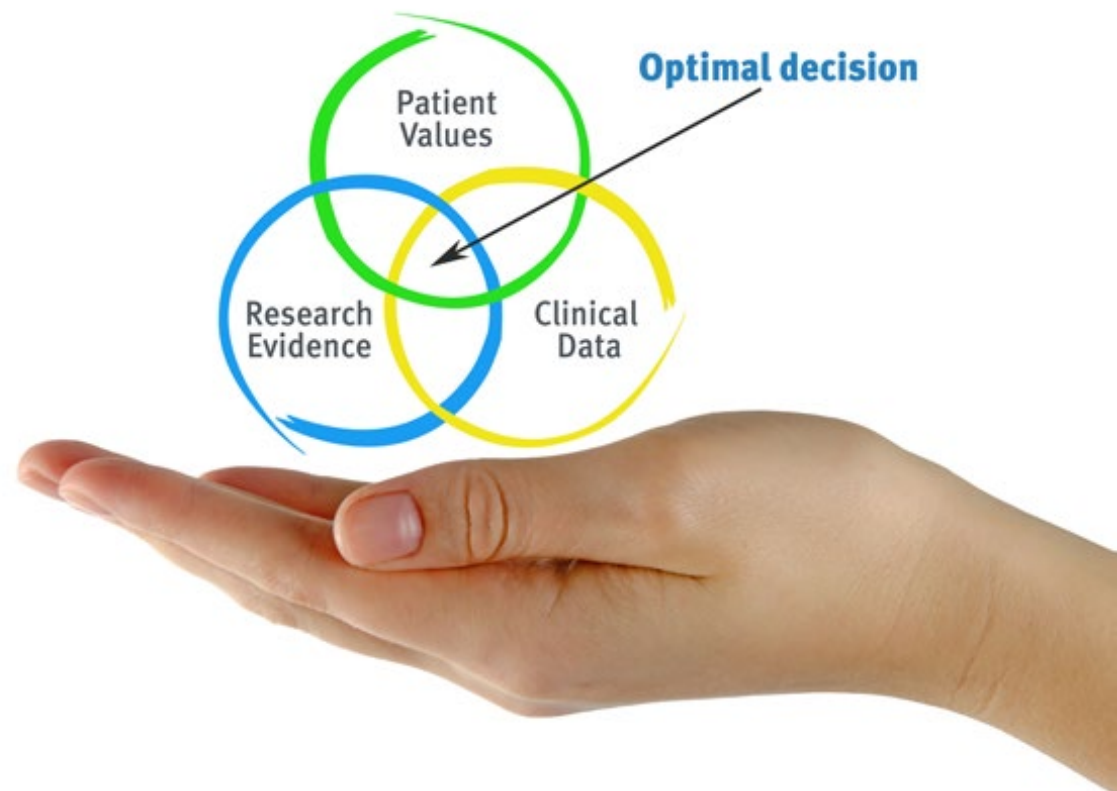 Optimal decision
Patient
Values
Research
Evidence
Clinical
Data